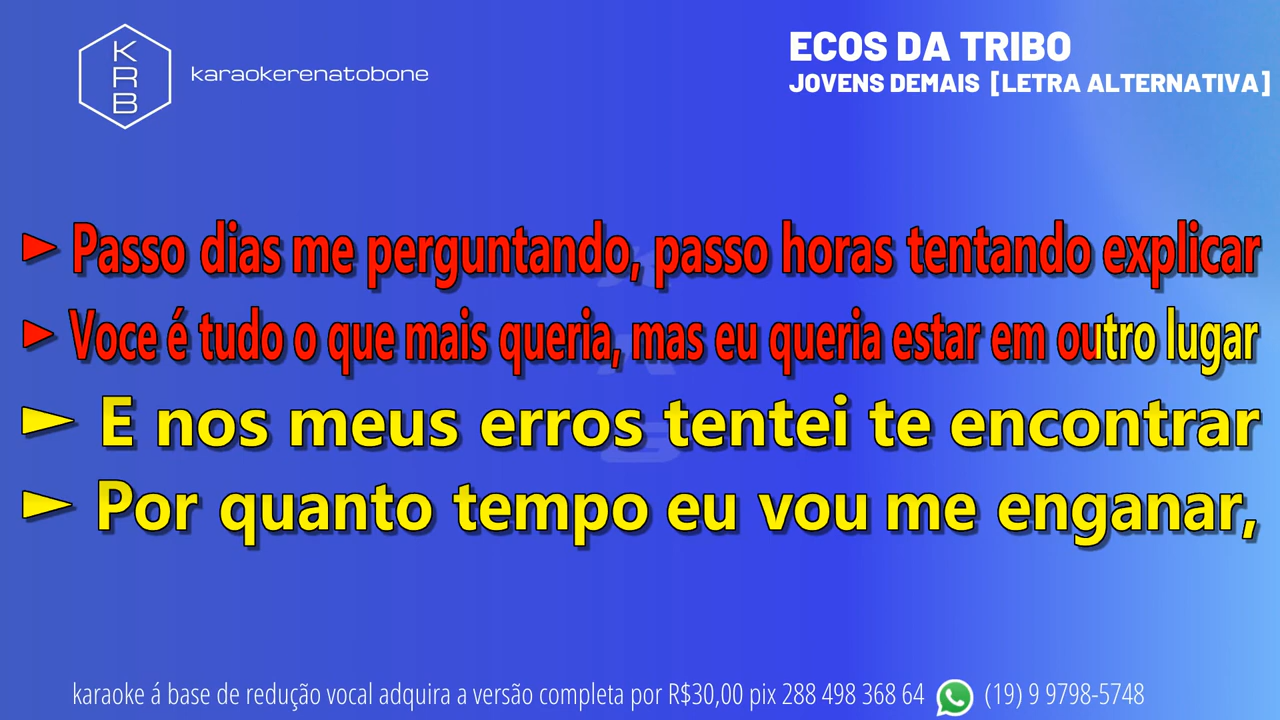 KRB
karaokerenatobone
ECOS DA TRIBO
JOVENS DEMAIS [LETRA ALTERNATIVA]
► Passo dias me perguntando, passo horas tentando explicar
► Voce é tudo o que mais queria, mas eu queria estar em outro lugar
► E nos meus erros tentei te encontrar
► Por quanto tempo eu vou me enganar,
karaoke á base de redução vocal adquira a versão completa por R$30,00 pix 288 498 368 64 (19) 9 9798-5748